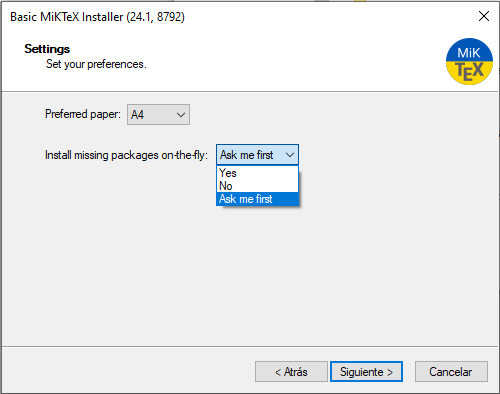 Basic MiKTeX Installer (24.1, 8792)
Settings
Set your preferences.
MiK
TEX
Preferred paper: A4
Install missing packages on-the-fly: Ask me first
Yes
No
Ask me first
< Atrás Siguiente > Cancelar